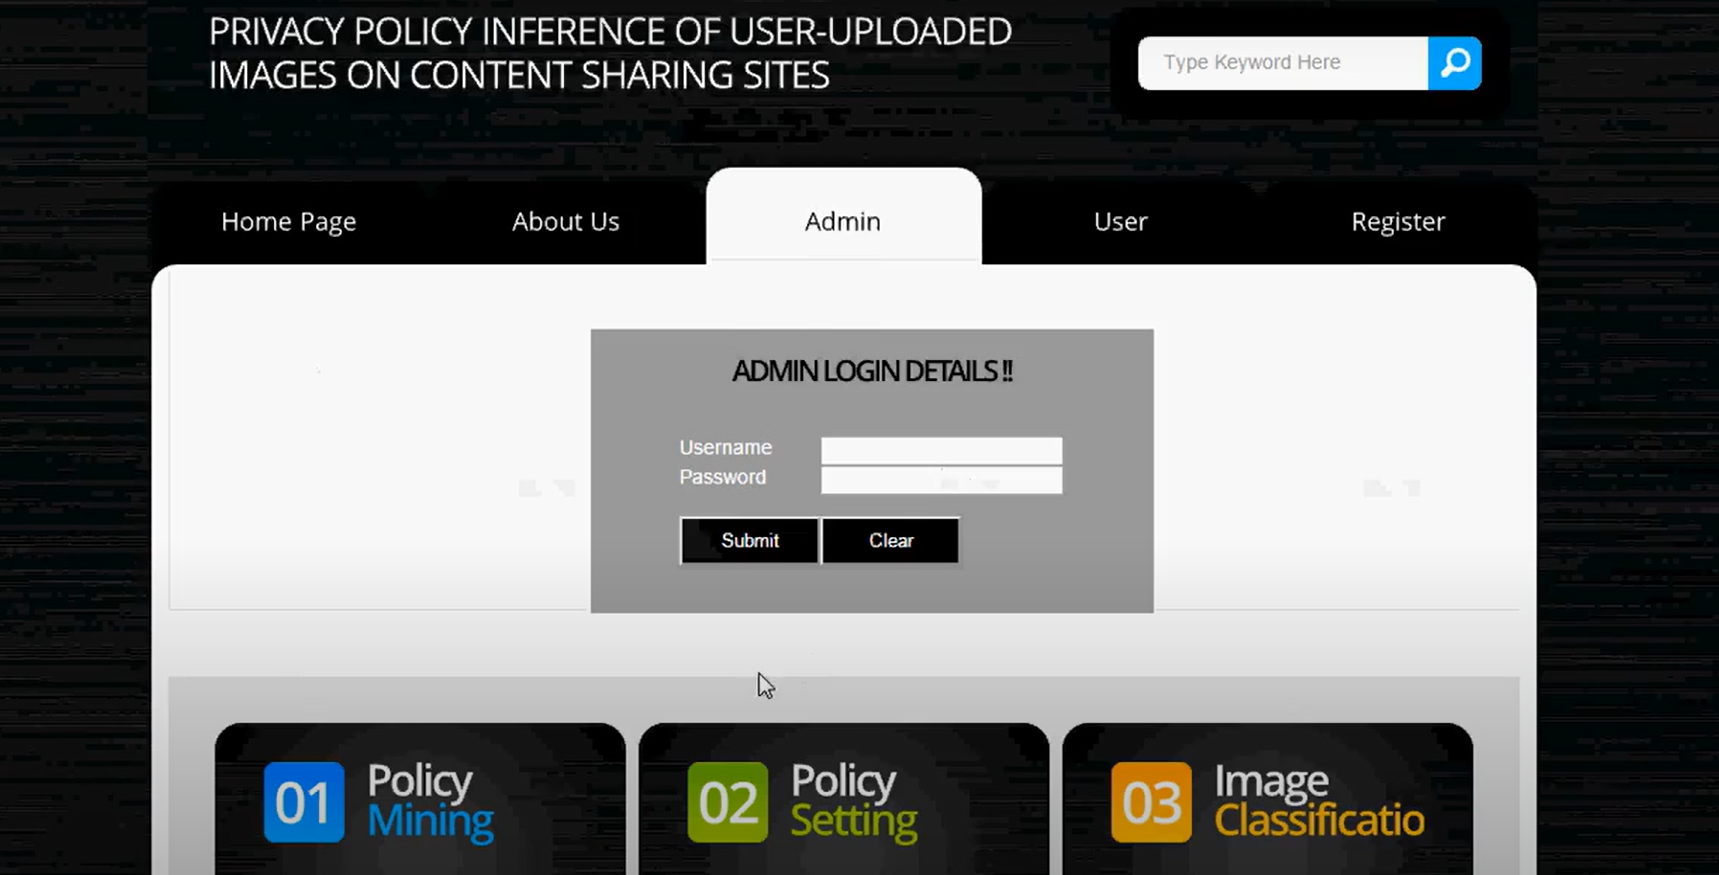 PRIVACY POLICY INFERENCE OF USER-UPLOADED
IMAGES ON CONTENT SHARING SITES
Type Keyword Here
Home Page
About Us
Admin
User
Register
ADMIN LOGIN DETAILS !!
Username
Password
Submit
Clear
01
Policy
Mining
02
Policy
Setting
03
Image
Classificatio